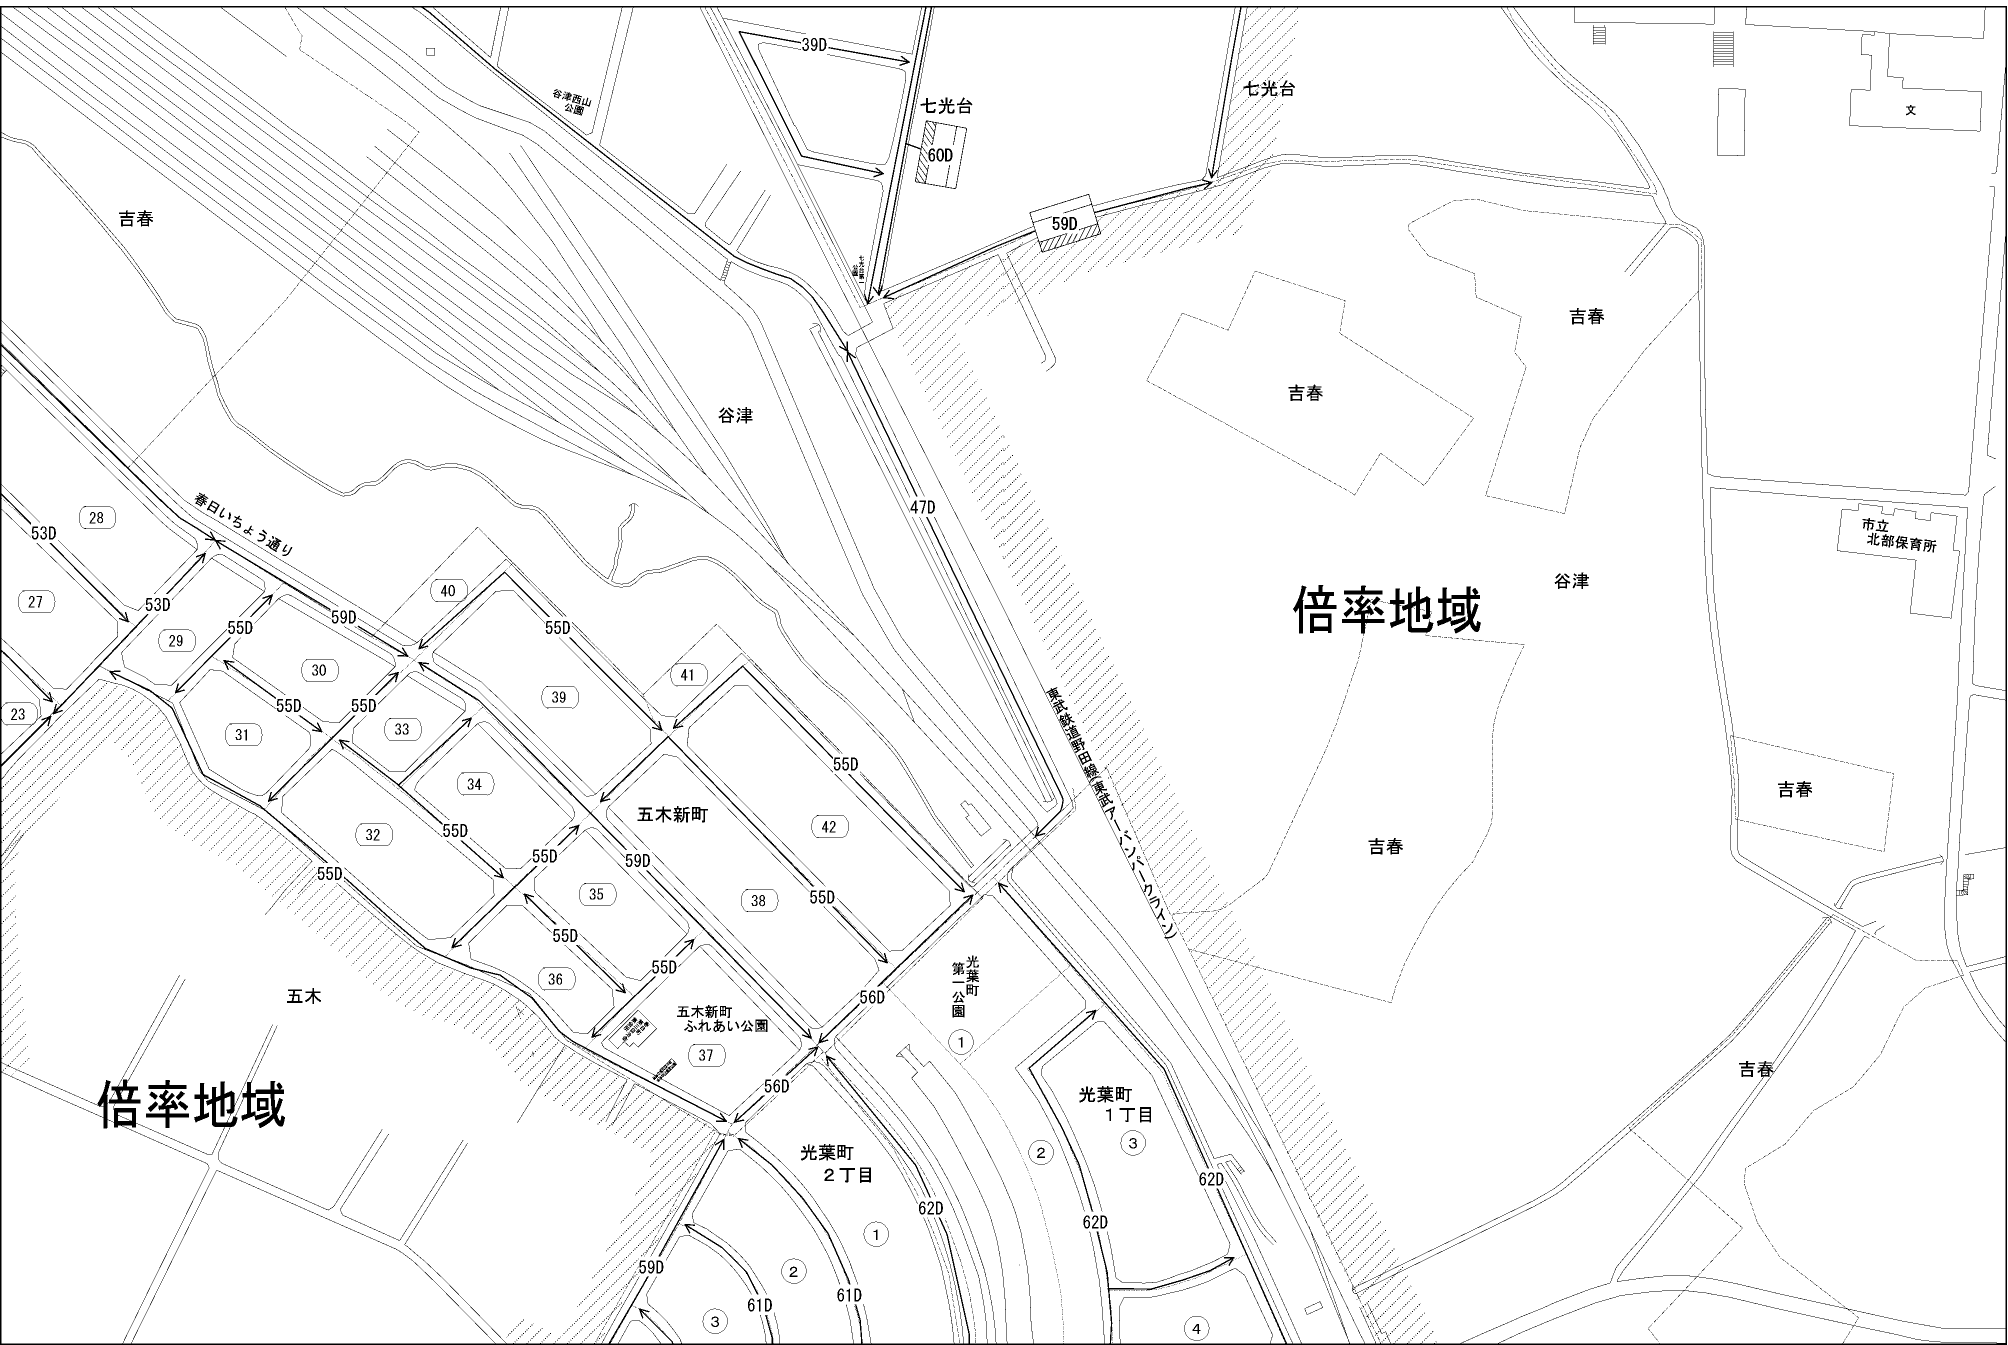 39D
谷津西山
公園
七光台
七光台
文
60D
吉春
59D
七光台第一
公園
吉春
谷津
吉春
春日いちょう通り
47D
28
53D
市立
北部保育所
谷津
倍率地域
40
27
53D
55D
59D
55D
29
30
41
39
55D
55D
33
23
31
東武鉄道野田線(東武アーバンパークライン)
55D
34
吉春
五木新町
42
32
55D
吉春
55D
59D
55D
35
55D
38
55D
55D
36
五木
56D
光葉町
第一公園
五木新町
ふれあい公園
37
1
吉春
56D
倍率地域
光葉町
1丁目
3
2
光葉町
2丁目
62D
62D
62D
1
59D
2
61D
61D
3
4